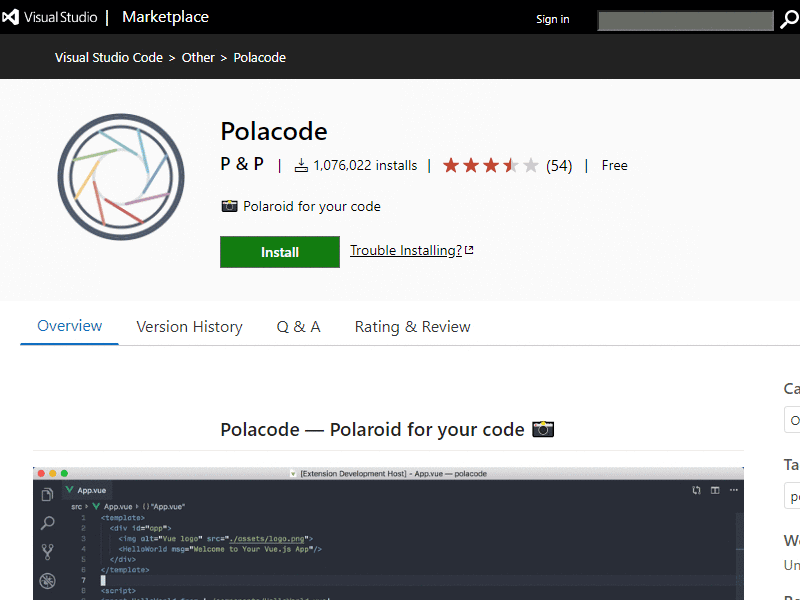 Visual Studio | Marketplace
Sign in
Visual Studio Code > Other > Polacode
Polacode
P & P | 1,076,022 installs | (54) | Free
Polaroid for your code
Install
Trouble Installing?
Overview
Version History
Q & A
Rating & Review
Polacode — Polaroid for your code
[Extension Development Host] - App.vue — polacode
App.vue
src > App.vue > {} "App.vue"
1 <template>
2 <div id="app">
3 <img alt="Vue logo" src="./assets/logo.png">
4 <HelloWorld msg="Welcome to Your Vue.js App"/>
5 </div>
6 </template>
7
8 <script>